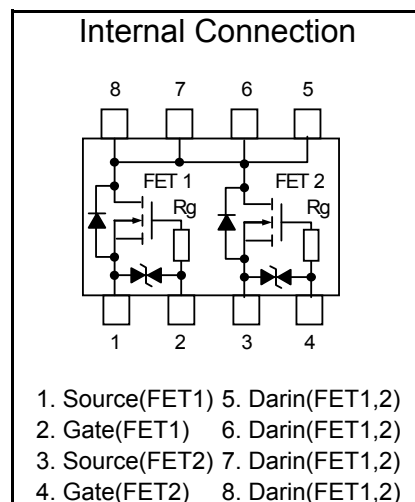 Internal Connection
8 7 6 5
FET 1 FET 2
Rg Rg
1 2 3 4
1. Source(FET1) 5. Darin(FET1,2)
2. Gate(FET1) 6. Darin(FET1,2)
3. Source(FET2) 7. Darin(FET1,2)
4. Gate(FET2) 8. Darin(FET1,2)